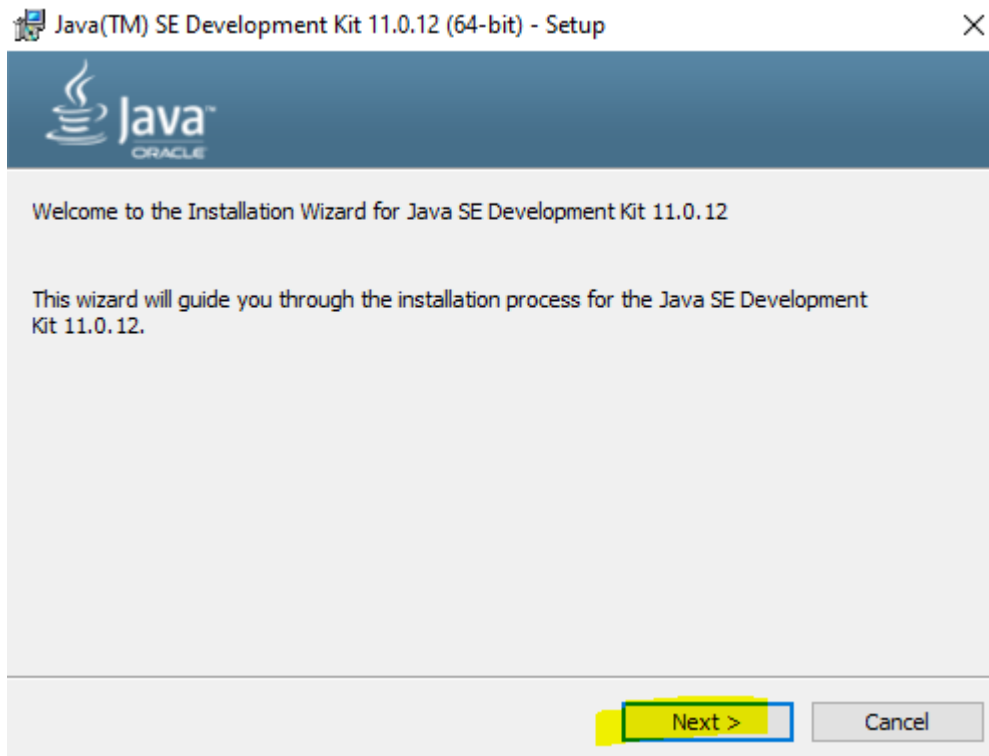 Java(TM) SE Development Kit 11.0.12 (64-bit) - Setup
Java™
ORACLE
Welcome to the Installation Wizard for Java SE Development Kit 11.0.12
This wizard will guide you through the installation process for the Java SE Development
Kit 11.0.12.
Next >
Cancel